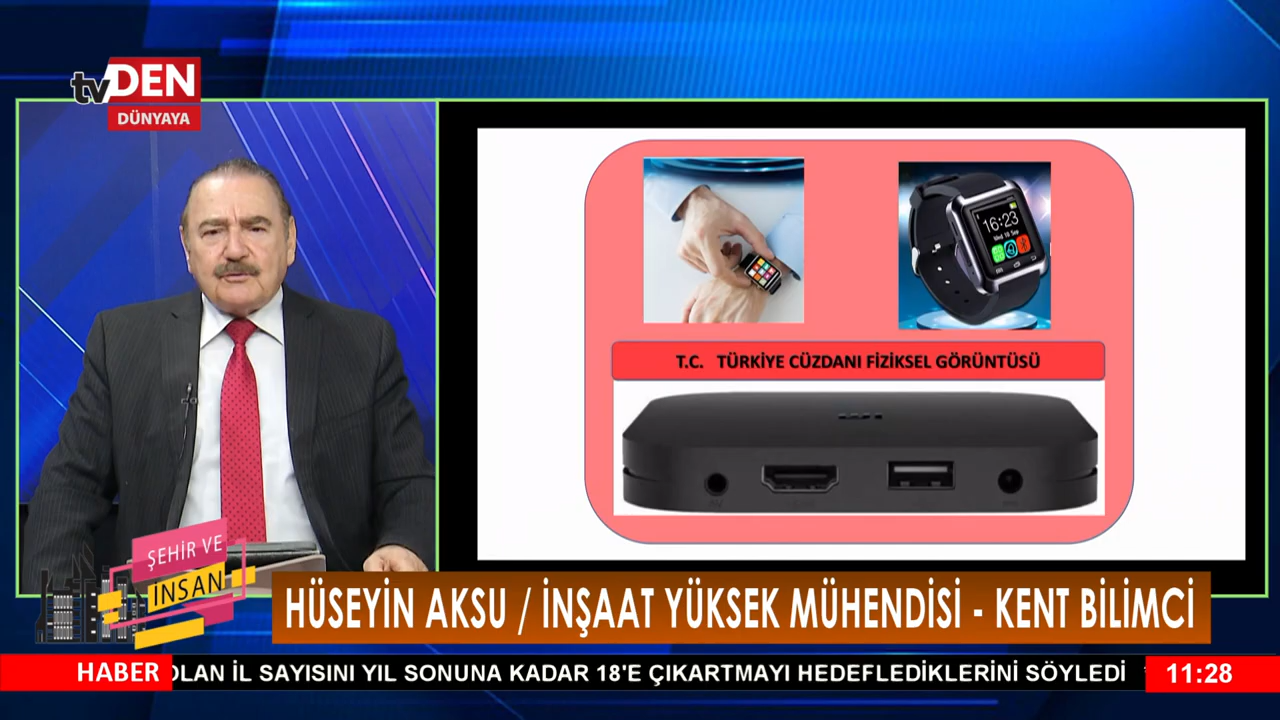 tv DEN
DÜNYAYA
16:23
T.C. TÜRKİYE CÜZDANI FİZİKSEL GÖRÜNTÜSÜ
ŞEHİR VE
İNSAN
HÜSEYİN AKSU / İNŞAAT YÜKSEK MÜHENDİSİ - KENT BİLİMCİ
HABER OLAN İL SAYISINI YIL SONUNA KADAR 18'E ÇIKARTMAYI HEDEFLEDİKLERİNİ SÖYLEDİ 11:28